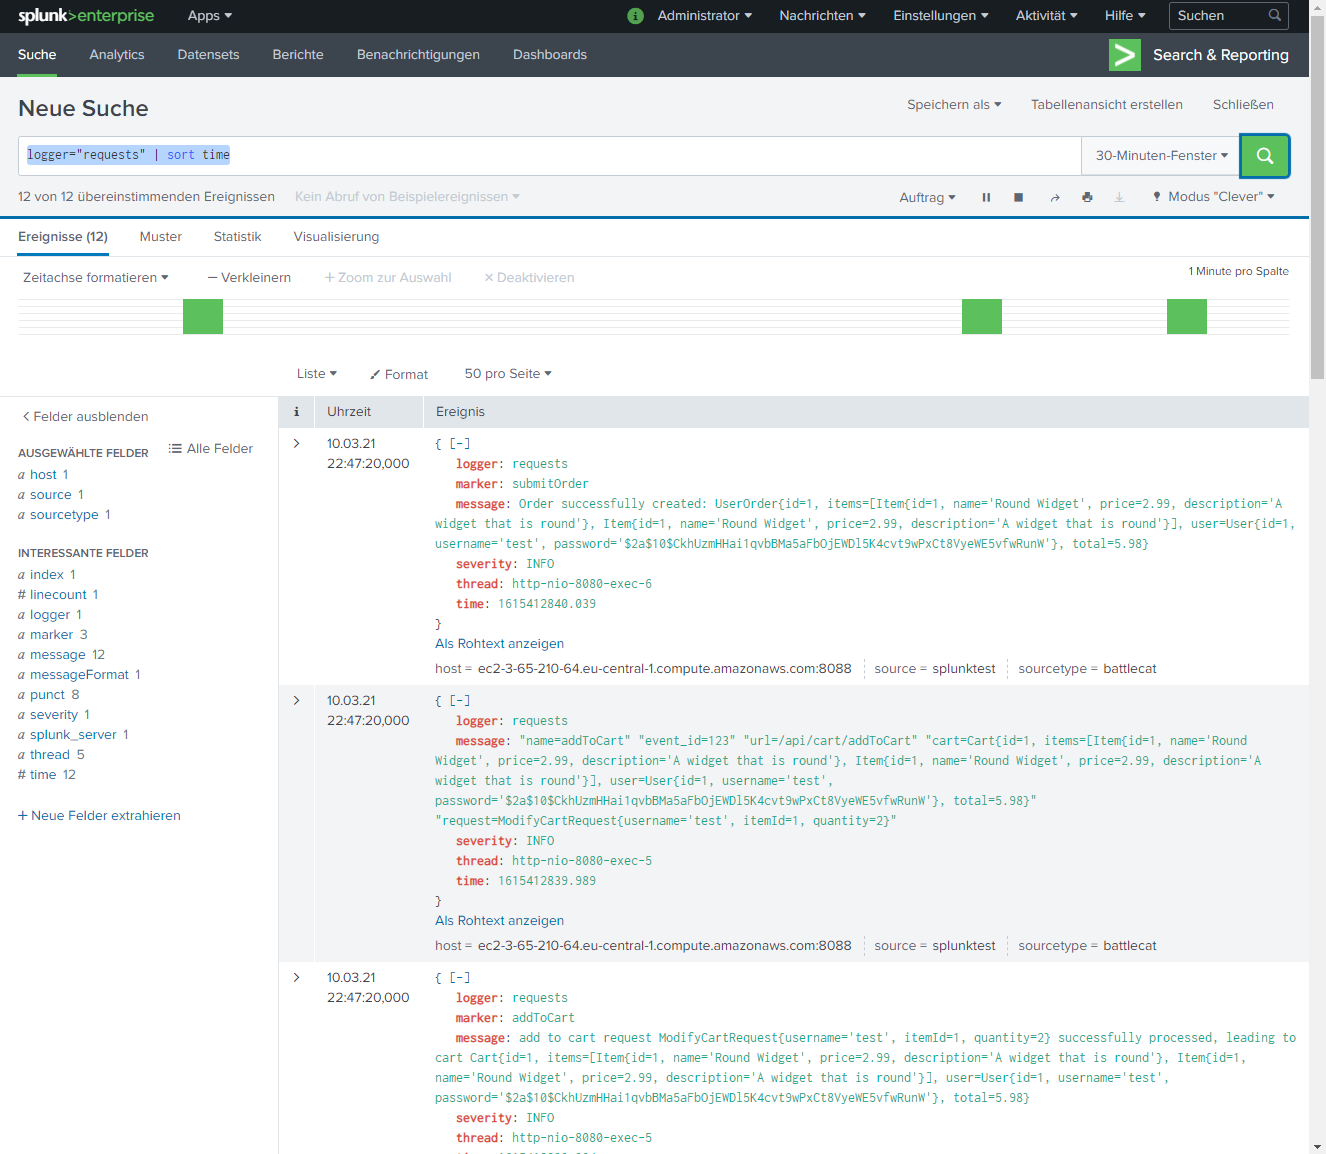 splunk>enterprise Apps Administrator Nachrichten Einstellungen Aktivität Hilfe Suchen
Suche Analytics Datensets Berichte Benachrichtigungen Dashboards Search & Reporting
Neue Suche Speichern als Tabellenansicht erstellen Schließen
logger="requests" | sort time 30-Minuten-Fenster
12 von 12 übereinstimmenden Ereignissen Kein Abruf von Beispielereignissen Auftrag Modus "Clever"
Ereignisse (12) Muster Statistik Visualisierung
Zeitachse formatieren — Verkleinern + Zoom zur Auswahl × Deaktivieren 1 Minute pro Spalte
Liste Format 50 pro Seite
< Felder ausblenden
AUSGEWÄHLTE FELDER Alle Felder
a host 1
a source 1
a sourcetype 1
INTERESSANTE FELDER
a index 1
# linecount 1
a logger 1
a marker 3
a message 12
a messageFormat 1
a punct 8
a severity 1
a splunk_server 1
a thread 5
# time 12
+ Neue Felder extrahieren
i Uhrzeit Ereignis
> 10.03.21 { [-]
22:47:20,000
logger: requests
marker: submitOrder
message: Order successfully created: UserOrder{id=1, items=[Item{id=1, name='Round Widget', price=2.99, description='A
widget that is round'}, Item{id=1, name='Round Widget', price=2.99, description='A widget that is round'}], user=User{id=1,
username='test', password='$2a$10$CkhUzmHHai1qvbBMa5aFbOjEWDl5K4cvt9wPxCt8VyeWE5vfwRunW'}, total=5.98}
severity: INFO
thread: http-nio-8080-exec-6
time: 1615412840.039
}
Als Rohtext anzeigen
host = ec2-3-65-210-64.eu-central-1.compute.amazonaws.com:8088 source = splunktest sourcetype = battlecat
> 10.03.21 { [-]
22:47:20,000
logger: requests
message: "name=addToCart" "event_id=123" "url=/api/cart/addToCart" "cart=Cart{id=1, items=[Item{id=1, name='Round
Widget', price=2.99, description='A widget that is round'}, Item{id=1, name='Round Widget', price=2.99, description='A
widget that is round'}], user=User{id=1, username='test',
password='$2a$10$CkhUzmHHai1qvbBMa5aFbOjEWDl5K4cvt9wPxCt8VyeWE5vfwRunW'}, total=5.98}"
"request=ModifyCartRequest{username='test', itemId=1, quantity=2}"
severity: INFO
thread: http-nio-8080-exec-5
time: 1615412839.989
}
Als Rohtext anzeigen
host = ec2-3-65-210-64.eu-central-1.compute.amazonaws.com:8088 source = splunktest sourcetype = battlecat
> 10.03.21 { [-]
22:47:20,000
logger: requests
marker: addToCart
message: add to cart request ModifyCartRequest{username='test', itemId=1, quantity=2} successfully processed, leading to
cart Cart{id=1, items=[Item{id=1, name='Round Widget', price=2.99, description='A widget that is round'}, Item{id=1,
name='Round Widget', price=2.99, description='A widget that is round'}], user=User{id=1, username='test',
password='$2a$10$CkhUzmHHai1qvbBMa5aFbOjEWDl5K4cvt9wPxCt8VyeWE5vfwRunW'}, total=5.98}
severity: INFO
thread: http-nio-8080-exec-5